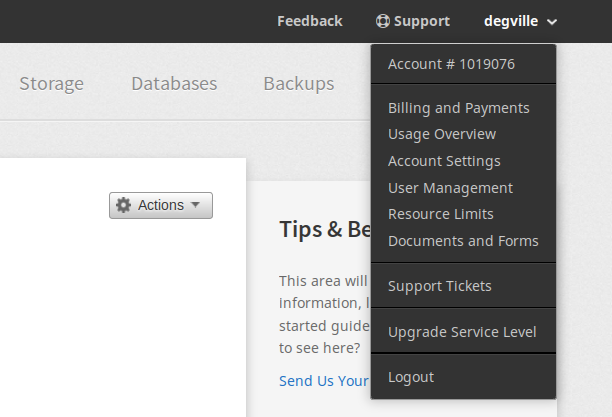 Feedback
Support
degville
Account # 1019076
Storage
Databases
Backups
Billing and Payments
Usage Overview
Account Settings
User Management
Resource Limits
Documents and Forms
Support Tickets
Upgrade Service Level
Logout
Actions
Tips &
This area will
information,
started guide
to see here?
Send Us Your